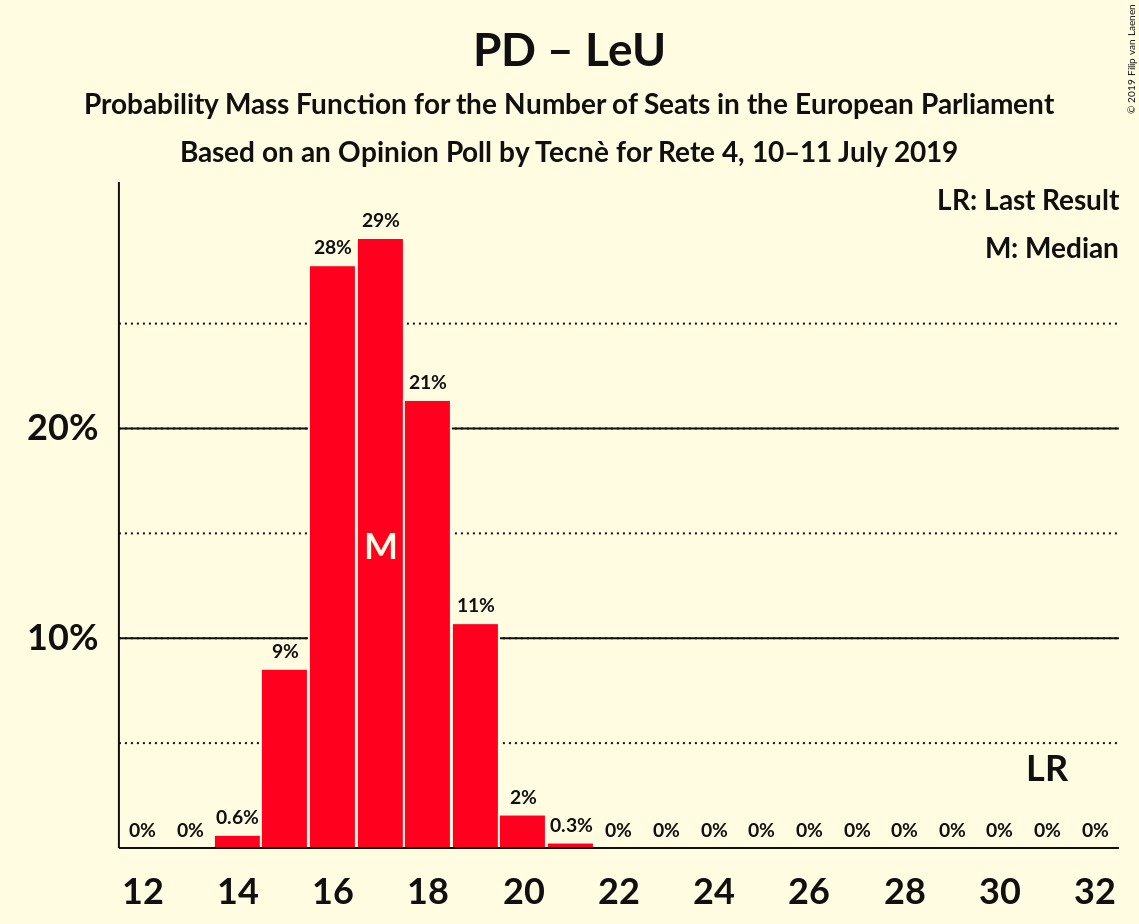 PD – LeU
Probability Mass Function for the Number of Seats in the European Parliament
Based on an Opinion Poll by Tecnè for Rete 4, 10–11 July 2019
© 2019 Filip van Laenen
LR: Last Result
M: Median
29%
28%
21%
20%
M
11%
10%
9%
LR
2%
0.6%
0.3%
0% 0% 0% 0% 0% 0% 0% 0% 0% 0% 0% 0% 0%
12 14 16 18 20 22 24 26 28 30 32